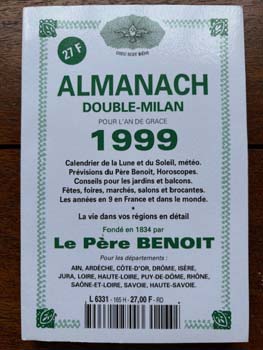 DIEU SOIT BÉNI
27 F
ALMANACH
DOUBLE-MILAN
POUR L'AN DE GRACE
1999
Calendrier de la Lune et du Soleil, météo.
Prévisions du Père Benoit, Horoscopes.
Conseils pour les jardins et balcons.
Fêtes, foires, marchés, salons et brocantes.
Les années en 9 en France et dans le monde.
*
La vie dans vos régions en détail
Fondé en 1834 par
Le Père BENOIT
Pour les départements :
AIN, ARDÈCHE, CÔTE-D'OR, DRÔME, ISÈRE,
JURA, LOIRE, HAUTE-LOIRE, PUY-DE-DÔME, RHÔNE,
SAÔNE-ET-LOIRE, SAVOIE, HAUTE-SAVOIE.
L 6331 - 165 H - 27,00 F - RD